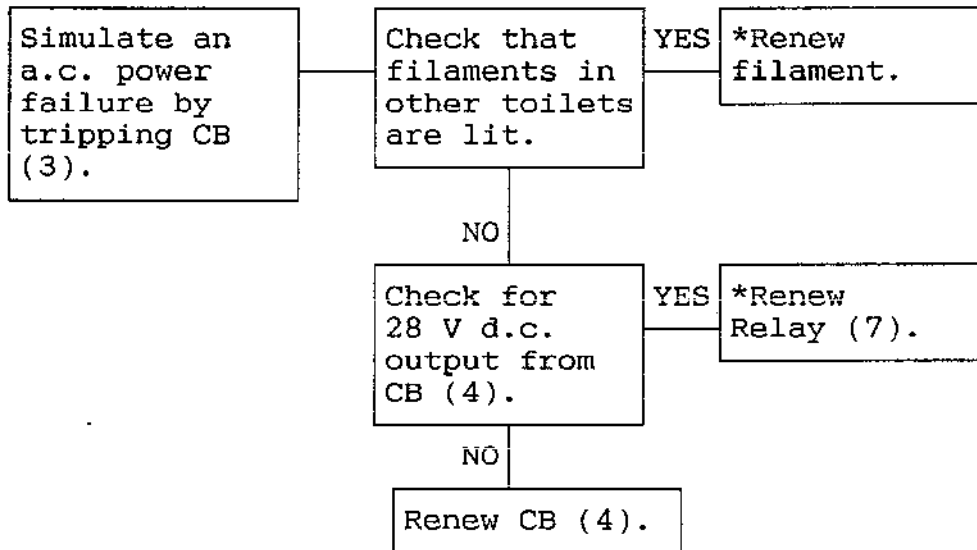 Simulate an
a.c. power
failure by
tripping CB
(3).
Check that
filaments in
other toilets
are lit.
YES
*Renew
filament.
NO
Check for
28 V d.c.
output from
CB (4).
YES
*Renew
Relay (7).
NO
Renew CB (4).